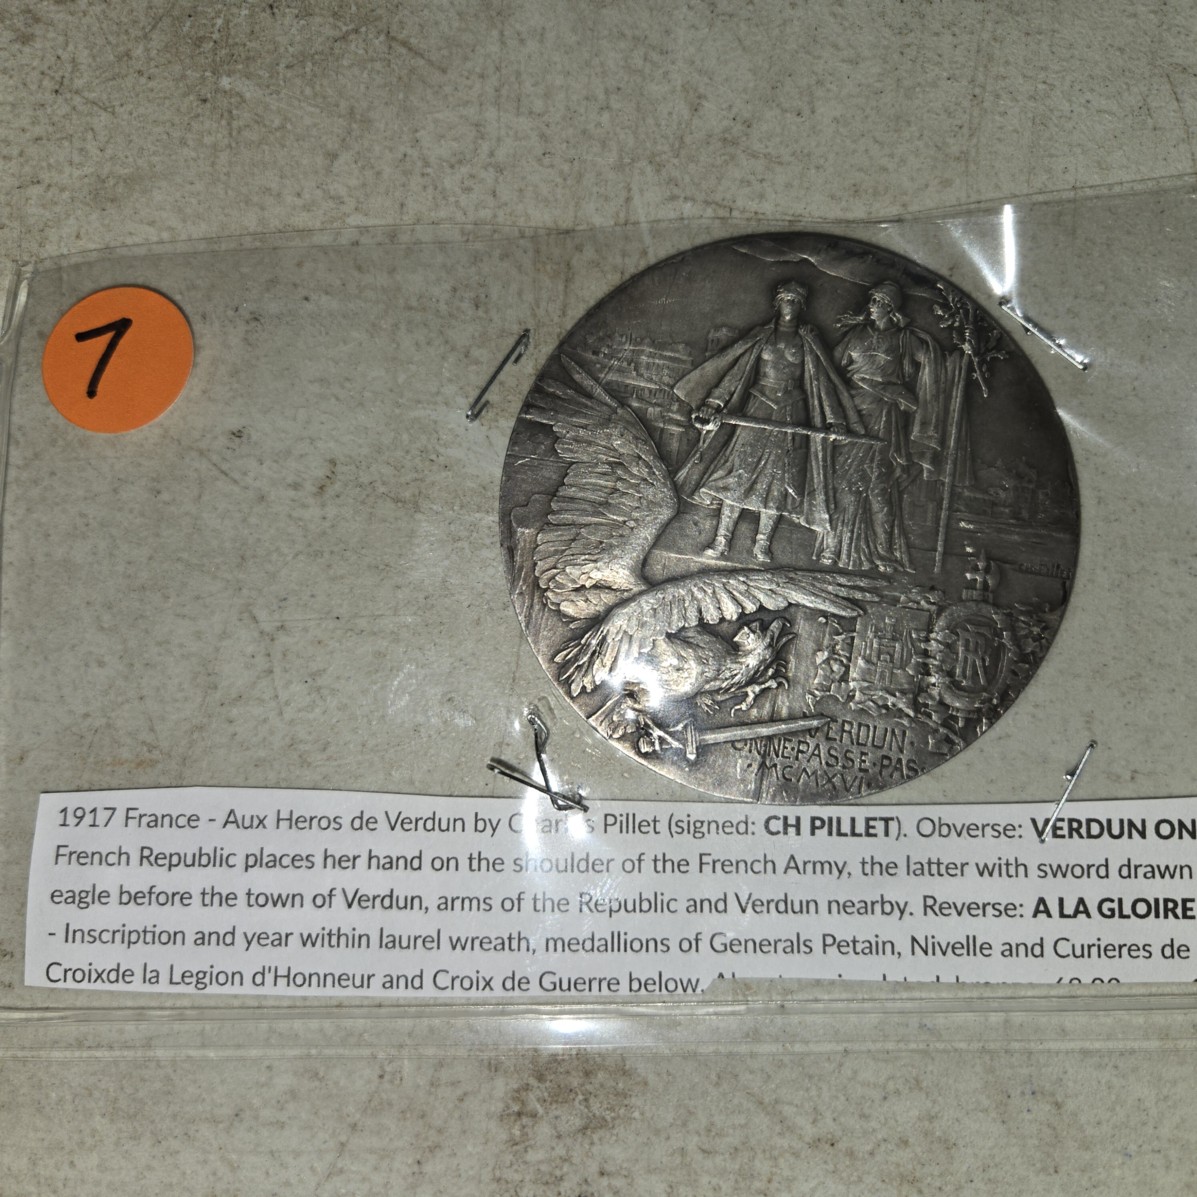 7
RF
VERDUN.
ON·NE·PASSE·PAS·
·MCMXVI·
1917 France - Aux Heros de Verdun by Charles Pillet (signed: CH PILLET). Obverse: VERDUN ON
French Republic places her hand on the shoulder of the French Army, the latter with sword drawn
eagle before the town of Verdun, arms of the Republic and Verdun nearby. Reverse: A LA GLOIRE
- Inscription and year within laurel wreath, medallions of Generals Petain, Nivelle and Curieres de
Croixde la Legion d'Honneur and Croix de Guerre below.